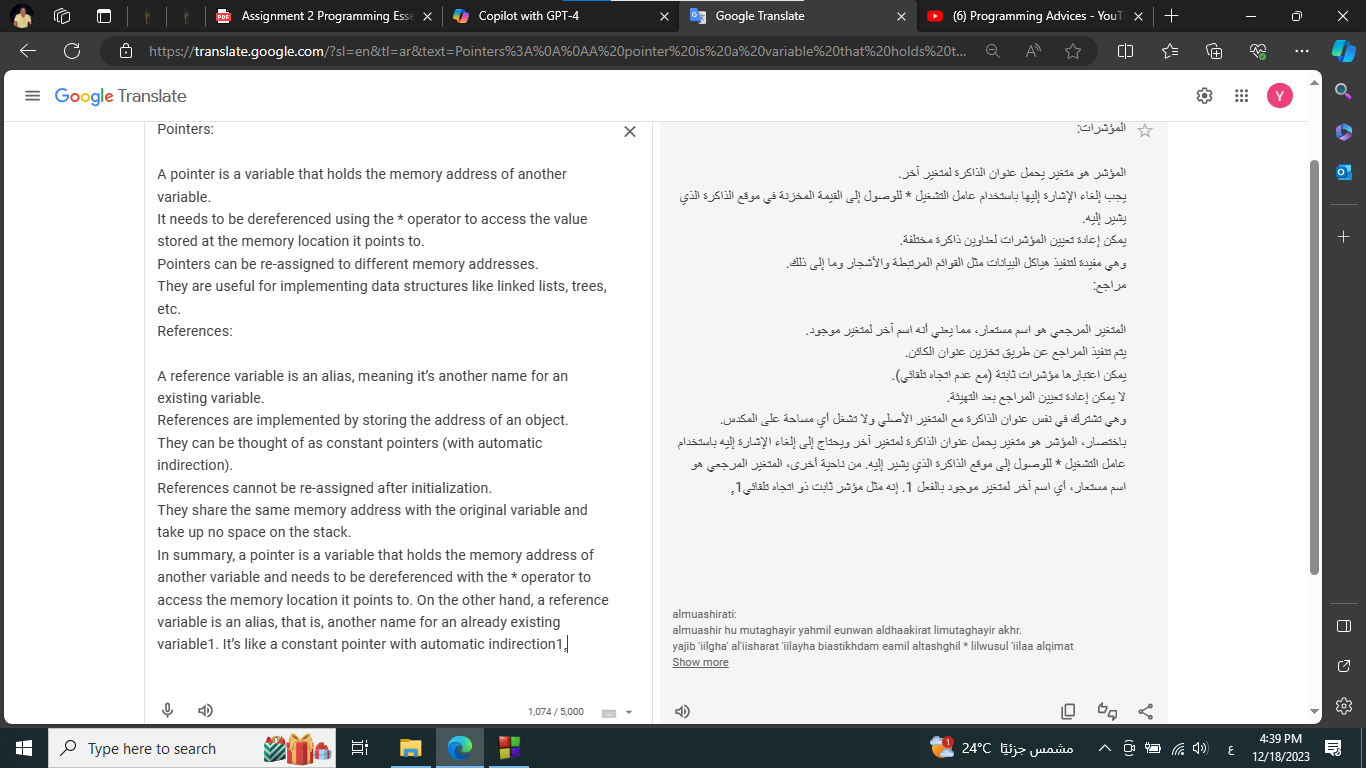 Assignment 2 Programming Esse
Copilot with GPT-4
Google Translate
(6) Programming Advices - YouT
https://translate.google.com/?sl=en&tl=ar&text=Pointers%3A%0A%0AA%20pointer%20is%20a%20variable%20that%20holds%20t...
Google Translate
Y
Pointers:
A pointer is a variable that holds the memory address of another
variable.
It needs to be dereferenced using the * operator to access the value
stored at the memory location it points to.
Pointers can be re-assigned to different memory addresses.
They are useful for implementing data structures like linked lists, trees,
etc.
References:
A reference variable is an alias, meaning it’s another name for an
existing variable.
References are implemented by storing the address of an object.
They can be thought of as constant pointers (with automatic
indirection).
References cannot be re-assigned after initialization.
They share the same memory address with the original variable and
take up no space on the stack.
In summary, a pointer is a variable that holds the memory address of
another variable and needs to be dereferenced with the * operator to
access the memory location it points to. On the other hand, a reference
variable is an alias, that is, another name for an already existing
variable1. It’s like a constant pointer with automatic indirection1,
1,074 / 5,000
المؤشرات:
المؤشر هو متغير يحمل عنوان الذاكرة لمتغير آخر.
يجب إلغاء الإشارة إليها باستخدام عامل التشغيل * للوصول إلى القيمة المخزنة في موقع الذاكرة الذي
يشير إليه.
يمكن إعادة تعيين المؤشرات لعناوين ذاكرة مختلفة.
وهي مفيدة لتنفيذ هياكل البيانات مثل القوائم المرتبطة والأشجار وما إلى ذلك.
مراجع:
المتغير المرجعي هو اسم مستعار، مما يعني أنه اسم آخر لمتغير موجود.
يتم تنفيذ المراجع عن طريق تخزين عنوان الكائن.
يمكن اعتبارها مؤشرات ثابتة (مع عدم اتجاه تلقائي).
لا يمكن إعادة تعيين المراجع بعد التهيئة.
وهي تشترك في نفس عنوان الذاكرة مع المتغير الأصلي ولا تشغل أي مساحة على المكدس.
باختصار، المؤشر هو متغير يحمل عنوان الذاكرة لمتغير آخر ويحتاج إلى إلغاء الإشارة إليه باستخدام
عامل التشغيل * للوصول إلى موقع الذاكرة الذي يشير إليه. من ناحية أخرى، المتغير المرجعي هو
اسم مستعار، أي اسم آخر لمتغير موجود بالفعل 1. إنه مثل مؤشر ثابت ذو اتجاه تلقائي1,
almuashirati:
almuashir hu mutaghayir yahmil eunwan aldhaakirat limutaghayir akhr.
yajib 'iilgha' al'iisharat 'iilayha biastikhdam eamil altashghil * lilwusul 'iilaa alqimat
Show more
Type here to search
1
24°C مشمس جزئيًا
ع
4:39 PM
12/18/2023